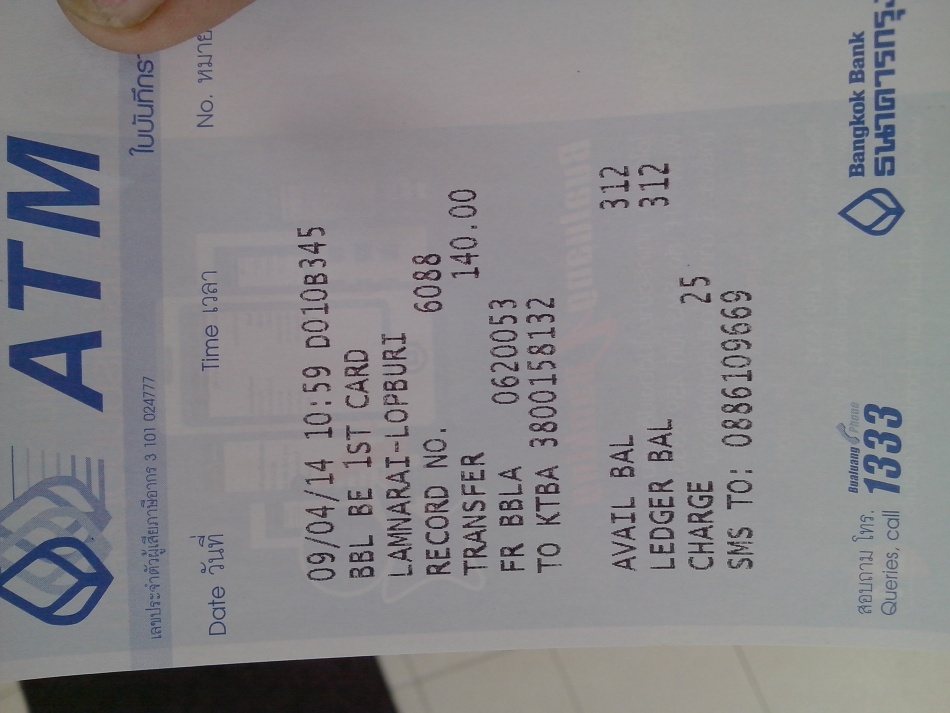 ATM
เลขประจำตัวผู้เสียภาษีอากร 3 101 024777
ใบบันทึกรา
Date วันที่
Time เวลา
No. หมาย
09/04/14 10:59 D010B345
BBL BE 1ST CARD
LAMNARAI-LOPBURI
RECORD NO. 6088
TRANSFER 140.00
FR BBLA 0620053
TO KTBA 3800158132
AVAIL BAL 312
LEDGER BAL 312
CHARGE 25
SMS TO: 0886109669
สอบถาม โทร.
Queries, call
Bualuang Phone
1333
Bangkok Bank
ธนาคารกรุง